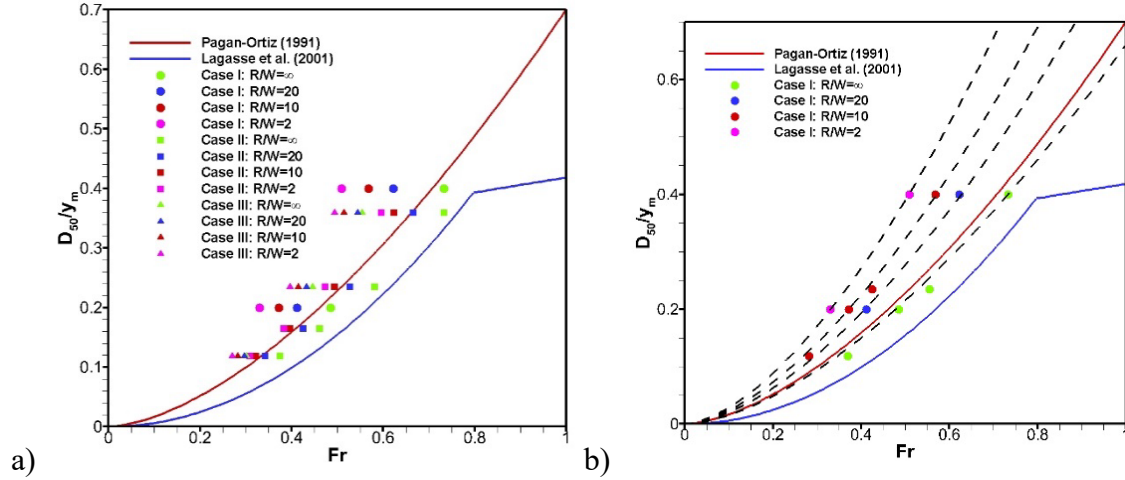 0.7
0.6
0.5
0.4
0.3
0.2
0.1
0
D50/ym
Pagan-Ortiz (1991)
Lagasse et al. (2001)
Case I: R/W=∞
Case I: R/W=20
Case I: R/W=10
Case I: R/W=2
Case II: R/W=∞
Case II: R/W=20
Case II: R/W=10
Case II: R/W=2
Case III: R/W=∞
Case III: R/W=20
Case III: R/W=10
Case III: R/W=2
0 0.2 0.4 0.6 0.8 1
Fr
a)
0.6
0.4
0.2
0
D50/ym
Pagan-Ortiz (1991)
Lagasse et al. (2001)
Case I: R/W=∞
Case I: R/W=20
Case I: R/W=10
Case I: R/W=2
0 0.2 0.4 0.6 0.8 1
Fr
b)